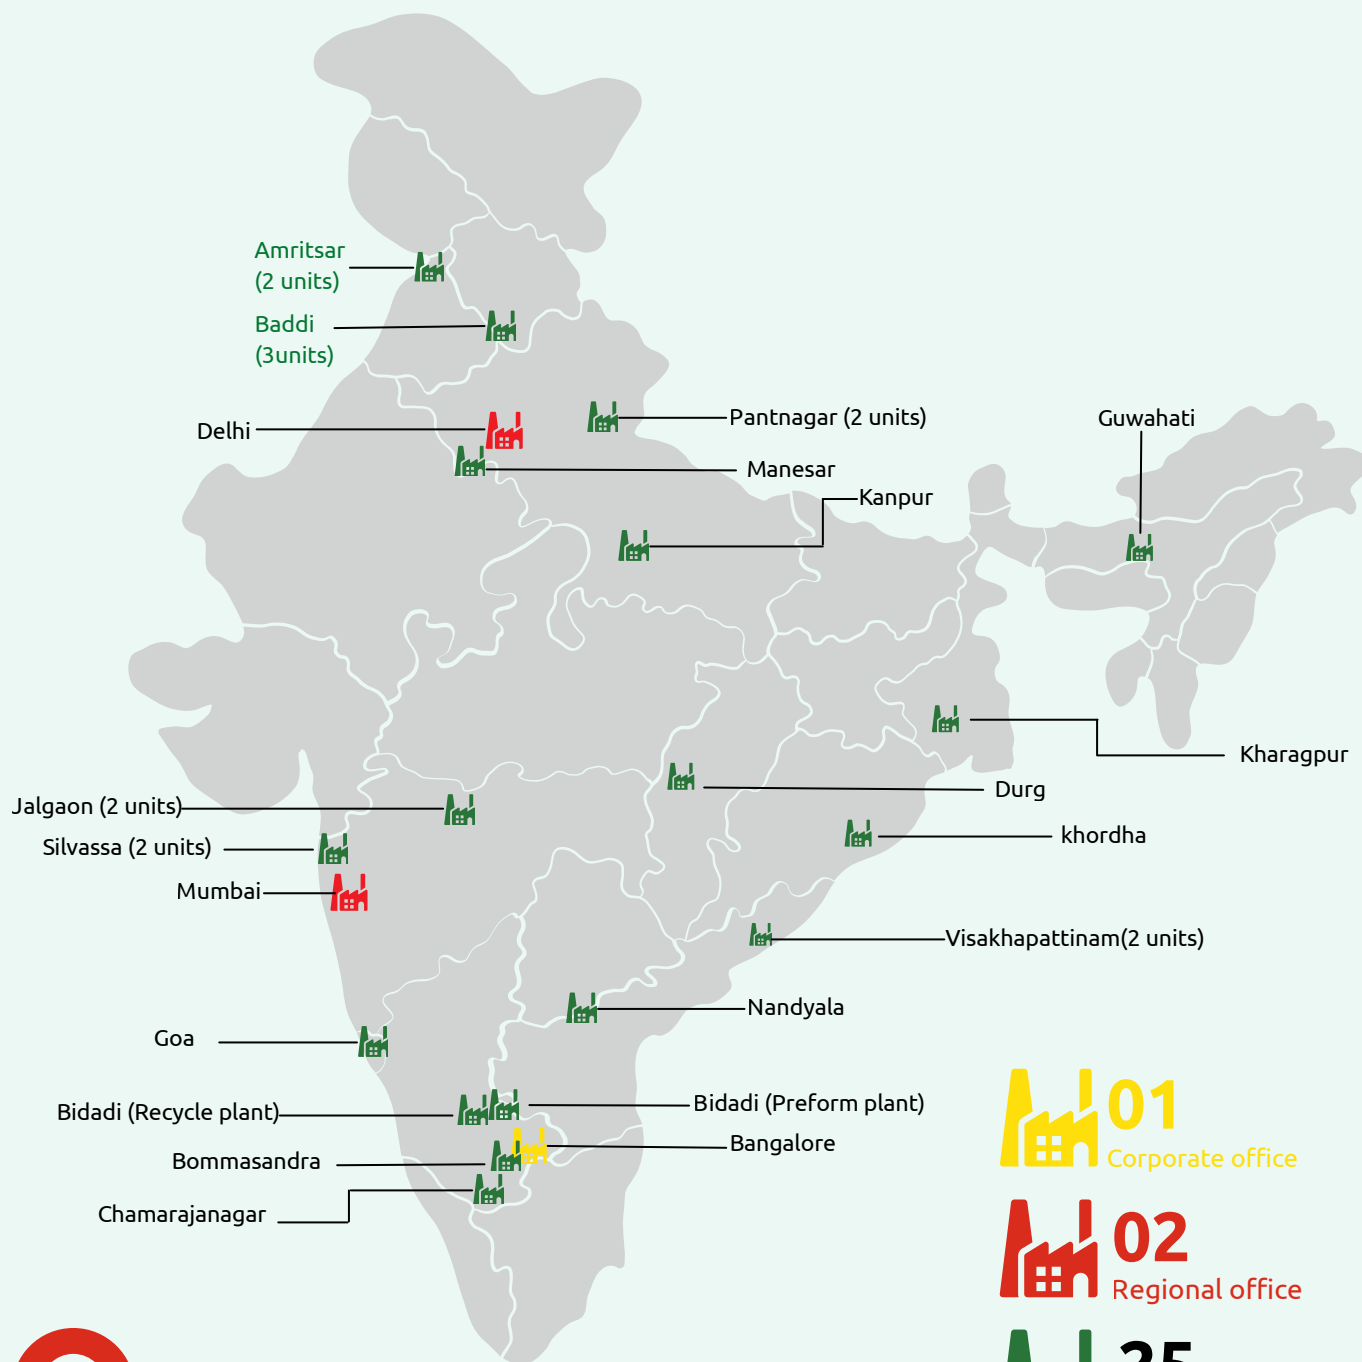 Amritsar
(2 units)
Baddi
(3units)
Delhi
Pantnagar (2 units)
Guwahati
Manesar
Kanpur
Kharagpur
Durg
Jalgaon (2 units)
khordha
Silvassa (2 units)
Mumbai
Visakhapattinam(2 units)
Nandyala
Goa
Bidadi (Recycle plant)
Bidadi (Preform plant)
Bangalore
Bommasandra
Chamarajanagar
01
Corporate office
02
Regional office